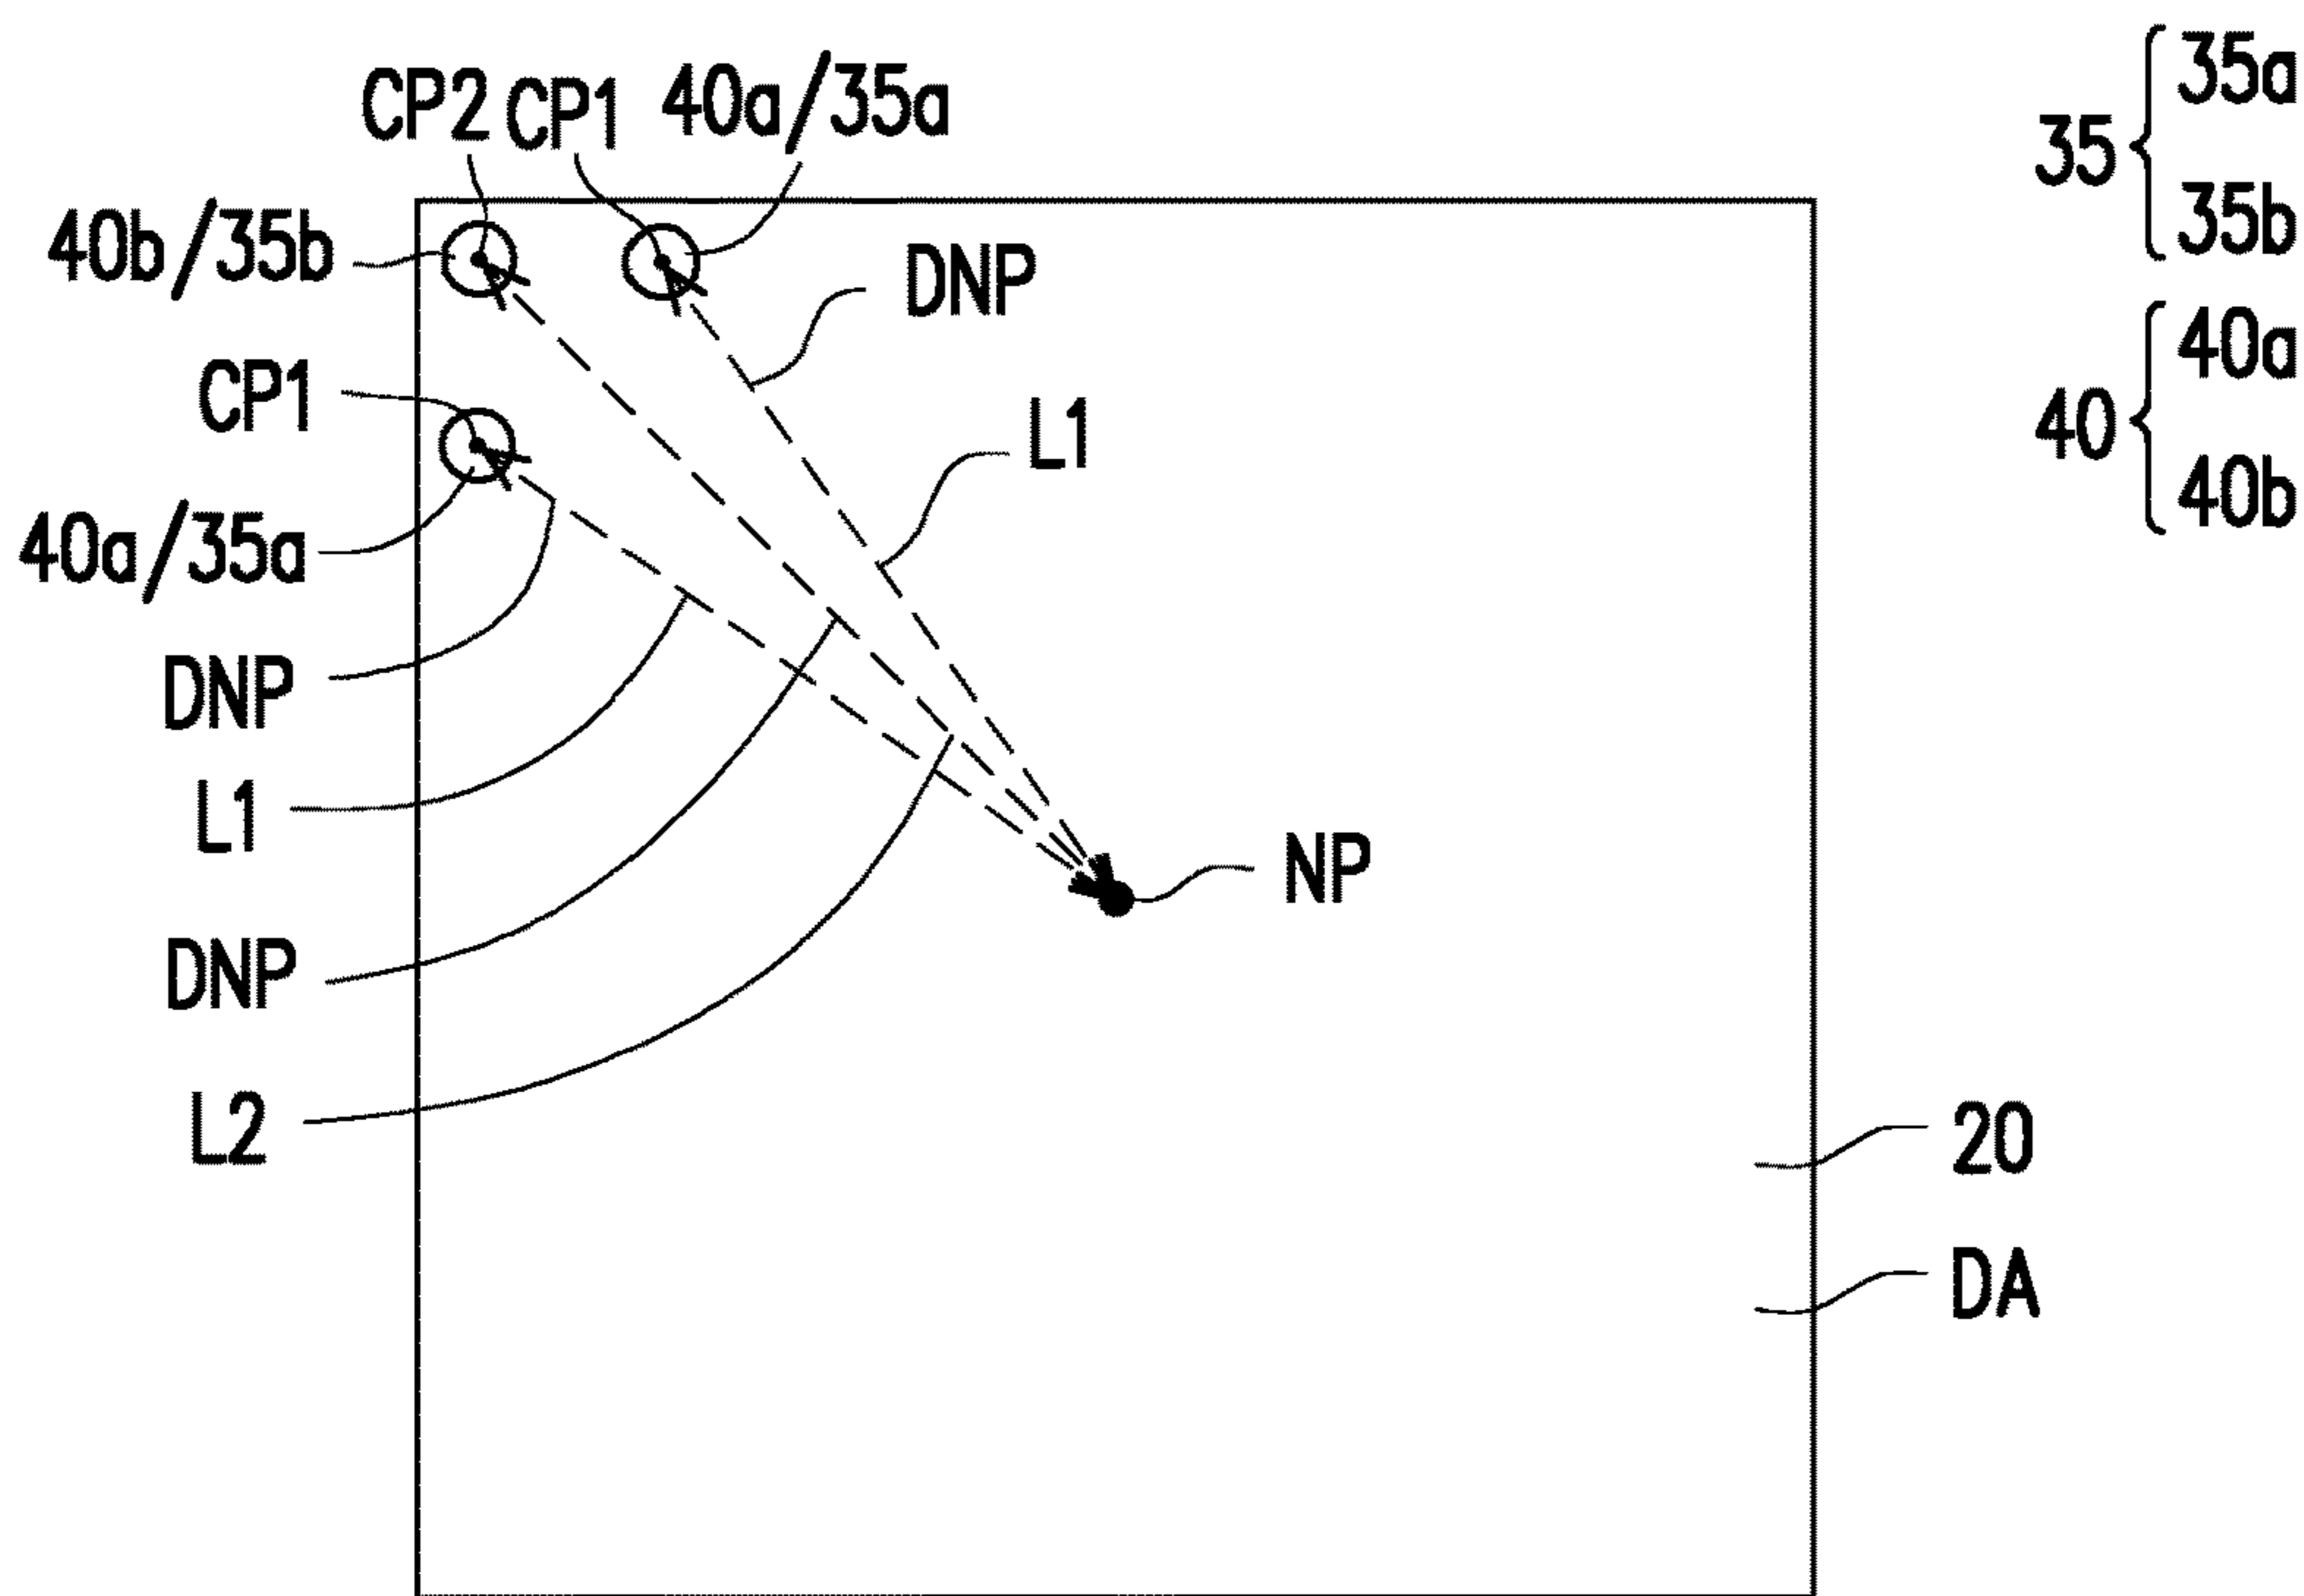 CP2 CP1 40a/35a
40b/35b
DNP
CP1
L1
40a/35a
DNP
L1
NP
DNP
L2
20
DA
35 { 35a
35b
40 { 40a
40b